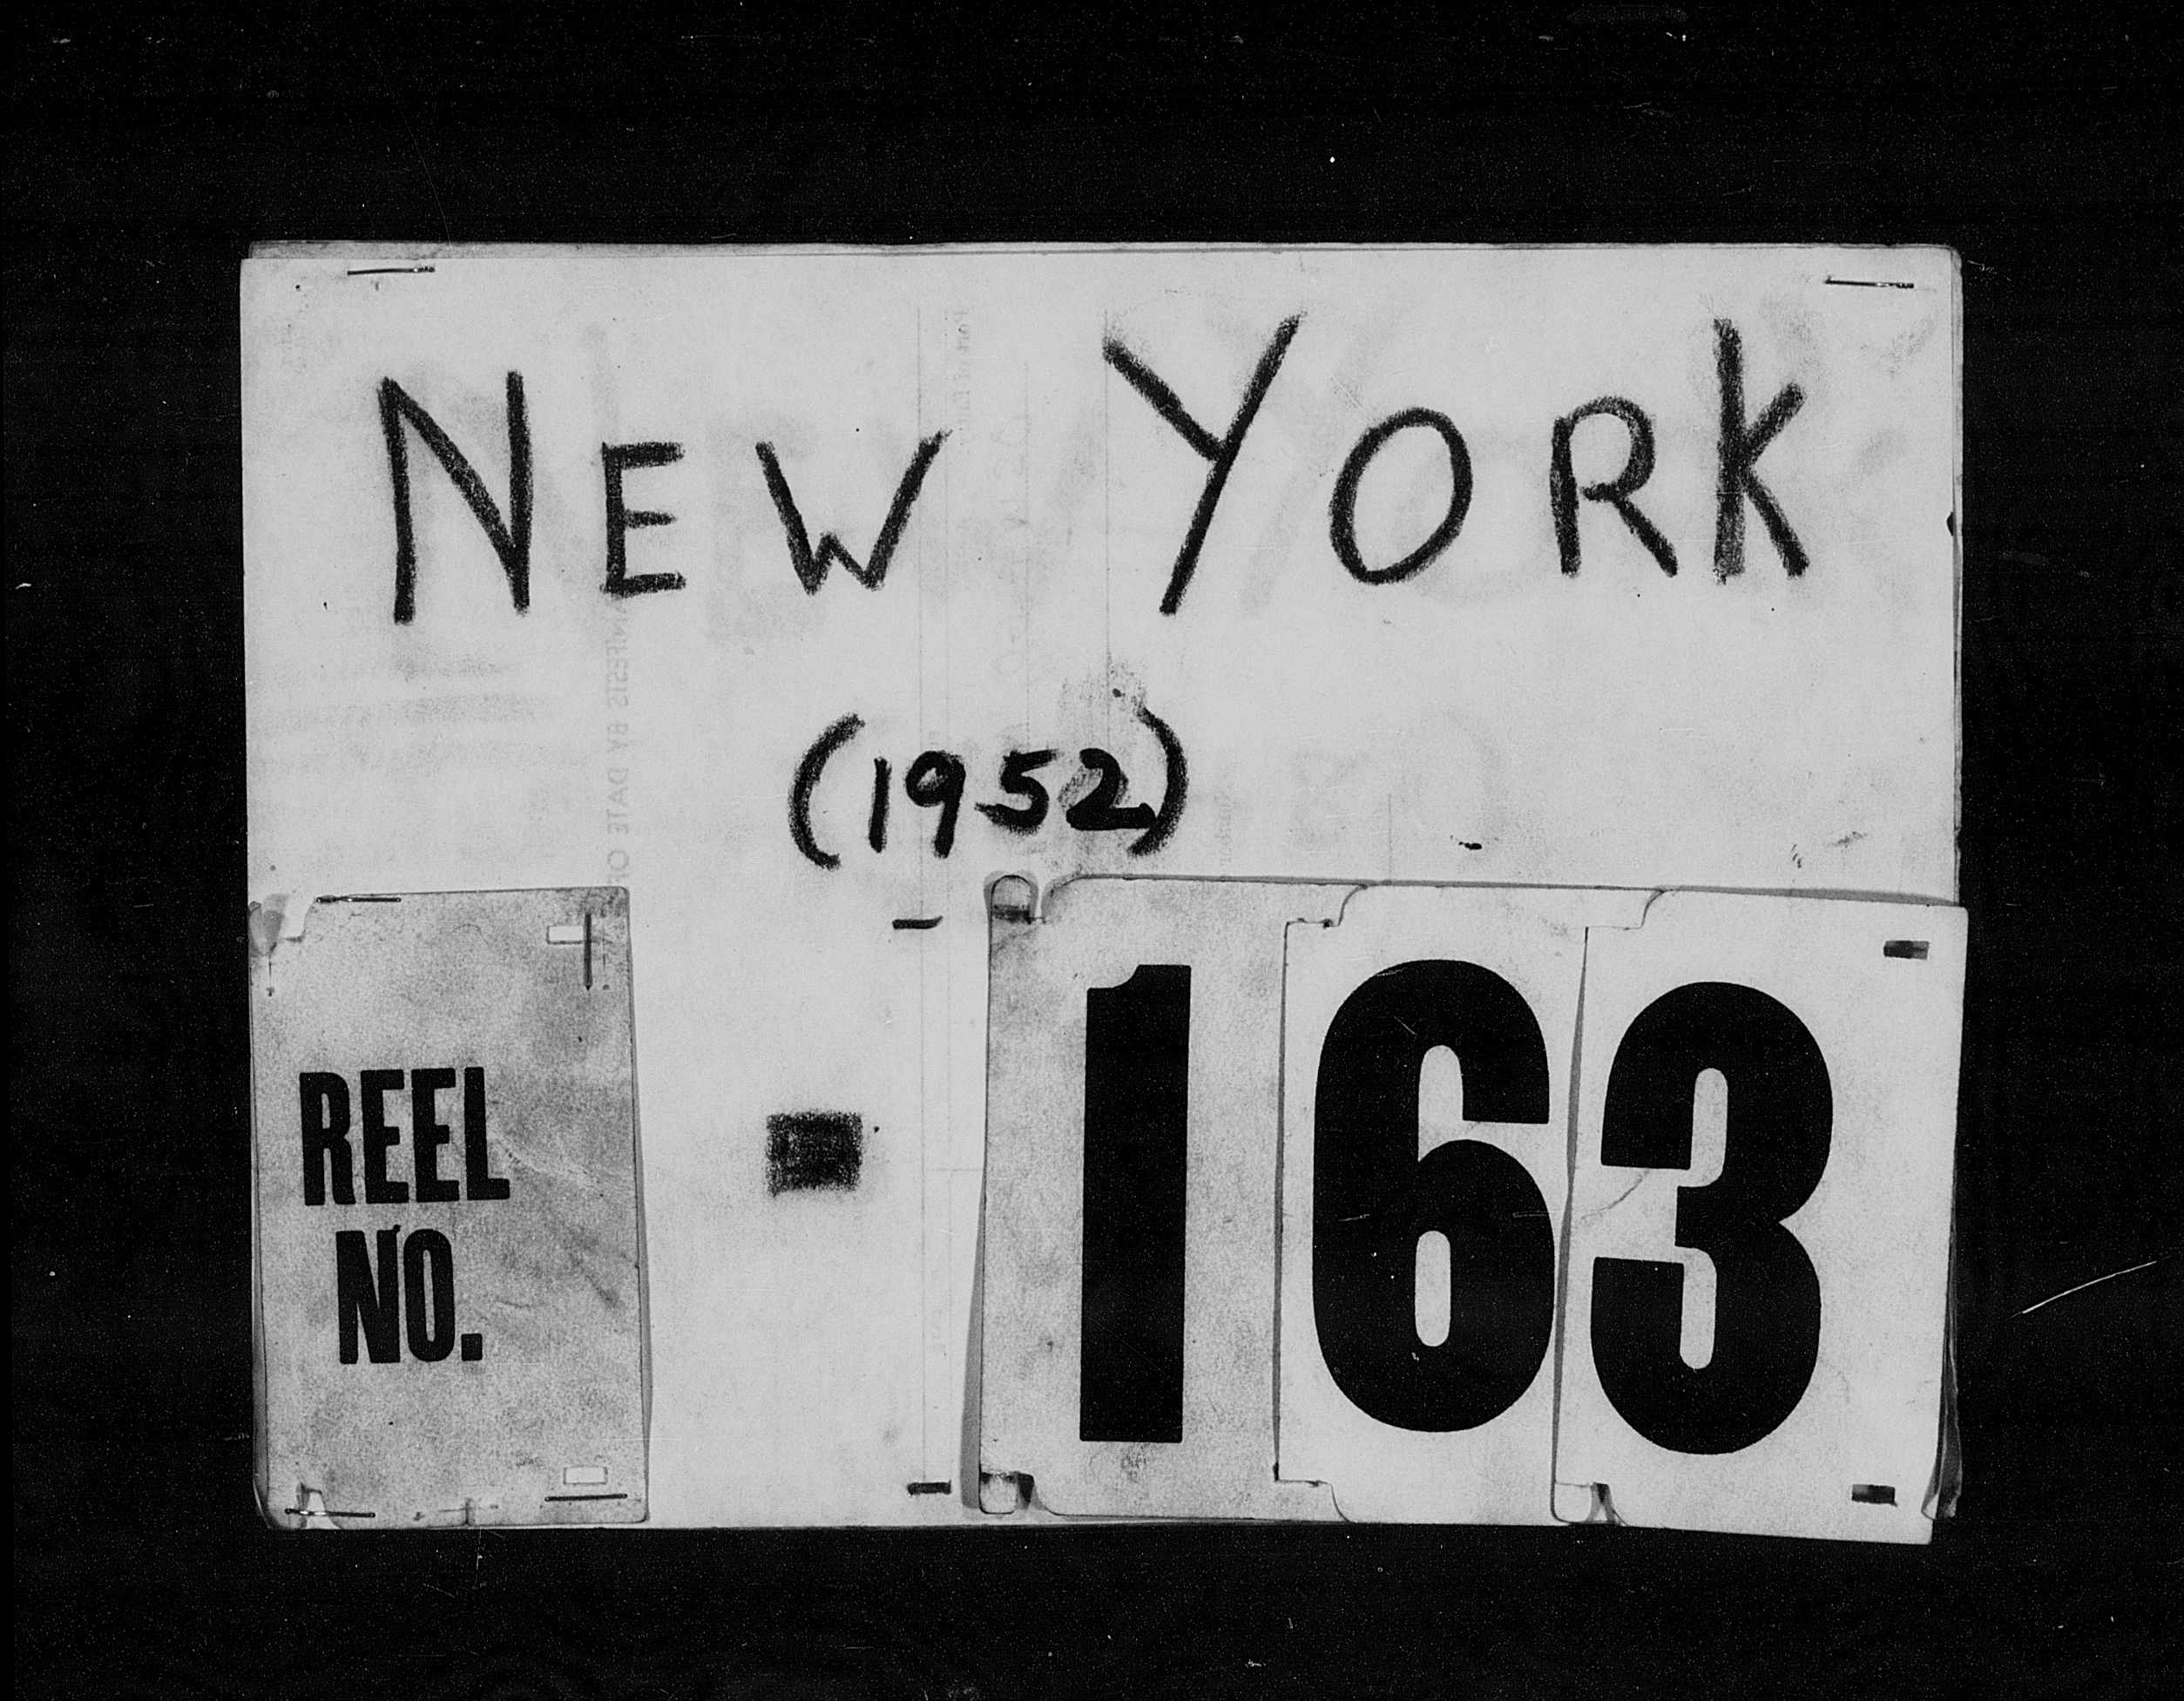 NEW YORK
(1952)
REEL
NO.
163